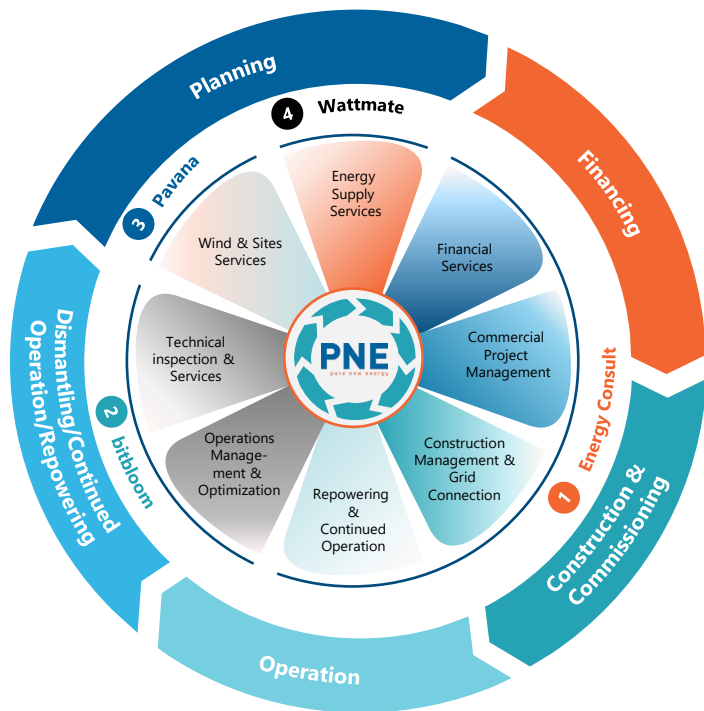 Planning
Financing
Construction &
Commissioning
Operation
Dismantling/Continued
Operation/Repowering
4 Wattmate
1 Energy Consult
2 bitbloom
3 Pavana
Energy
Supply
Services
Financial
Services
Commercial
Project
Management
Construction
Management &
Grid
Connection
Repowering
&
Continued
Operation
Operations
Manage-
ment &
Optimization
Technical
inspection &
Services
Wind & Sites
Services
PNE
pure new energy